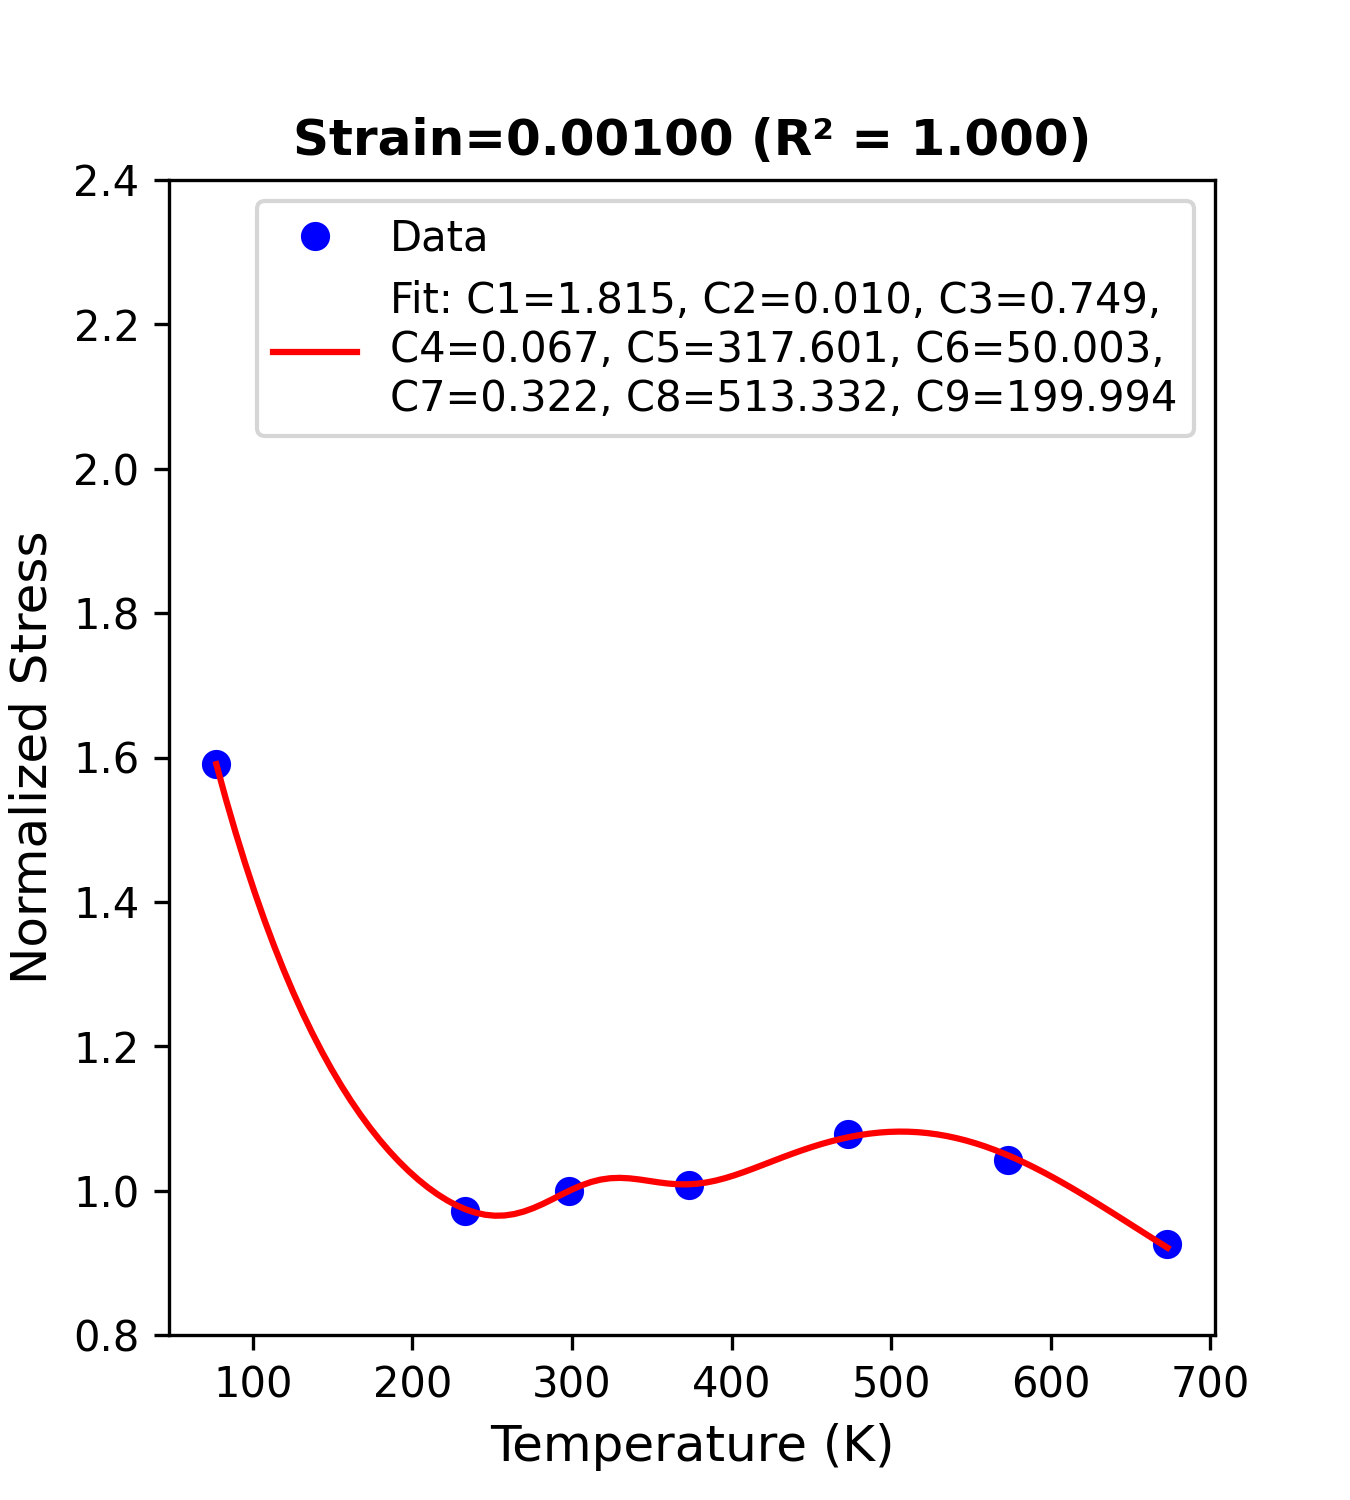 Strain=0.00100 (R² = 1.000)
Data
Fit: C1=1.815, C2=0.010, C3=0.749,
C4=0.067, C5=317.601, C6=50.003,
C7=0.322, C8=513.332, C9=199.994
2.4
2.2
2.0
1.8
1.6
1.4
1.2
1.0
0.8
Normalized Stress
100
200
300
400
500
600
700
Temperature (K)